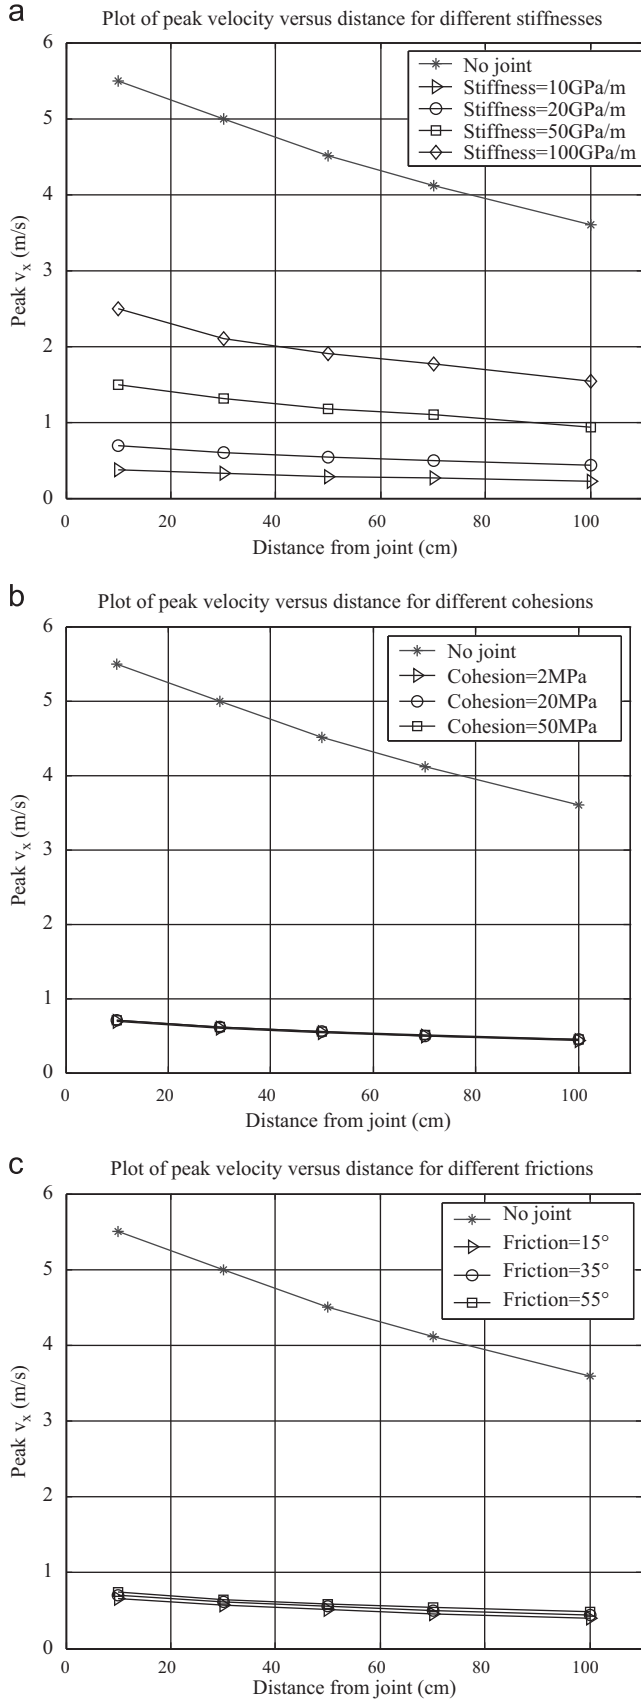 a
Plot of peak velocity versus distance for different stiffnesses
6
5
4
3
2
1
0
Peak vx (m/s)
No joint
Stiffness=10GPa/m
Stiffness=20GPa/m
Stiffness=50GPa/m
Stiffness=100GPa/m
0 20 40 60 80 100
Distance from joint (cm)
b
Plot of peak velocity versus distance for different cohesions
6
5
4
3
2
1
0
Peak vx (m/s)
No joint
Cohesion=2MPa
Cohesion=20MPa
Cohesion=50MPa
0 20 40 60 80 100
Distance from joint (cm)
c
Plot of peak velocity versus distance for different frictions
6
5
4
3
2
1
0
Peak vx (m/s)
No joint
Friction=15°
Friction=35°
Friction=55°
0 20 40 60 80 100
Distance from joint (cm)